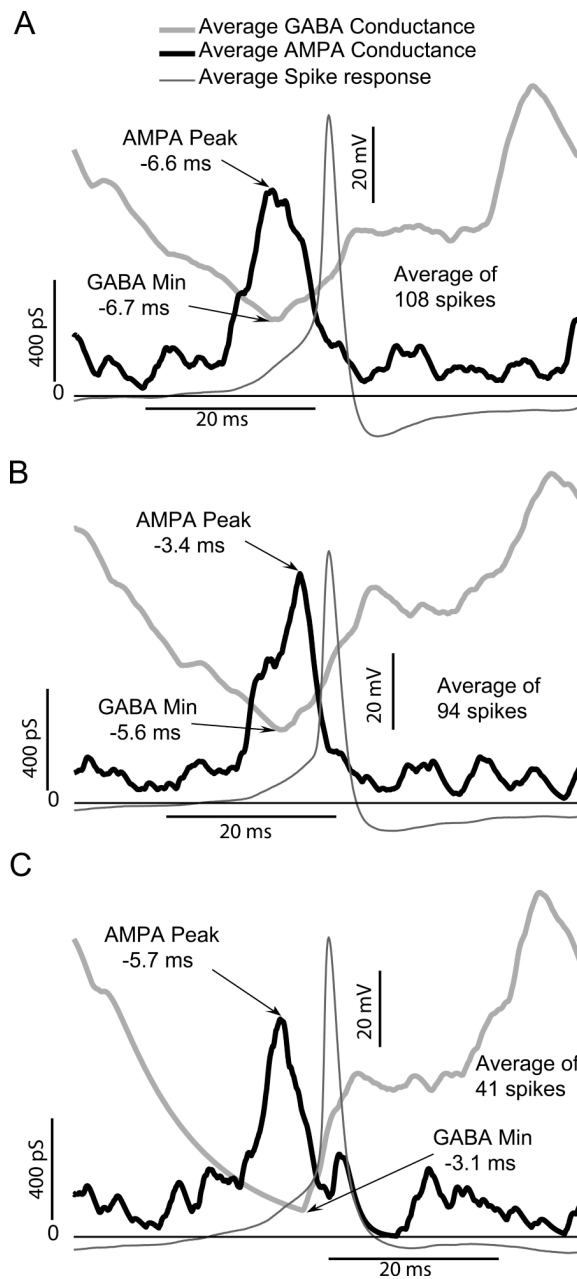 A
Average GABA Conductance
Average AMPA Conductance
Average Spike response
AMPA Peak
-6.6 ms
20 mV
GABA Min
-6.7 ms
Average of
108 spikes
400 pS
0
20 ms
B
AMPA Peak
-3.4 ms
GABA Min
-5.6 ms
20 mV
Average of
94 spikes
400 pS
0
20 ms
C
AMPA Peak
-5.7 ms
20 mV
Average of
41 spikes
GABA Min
-3.1 ms
400 pS
0
20 ms